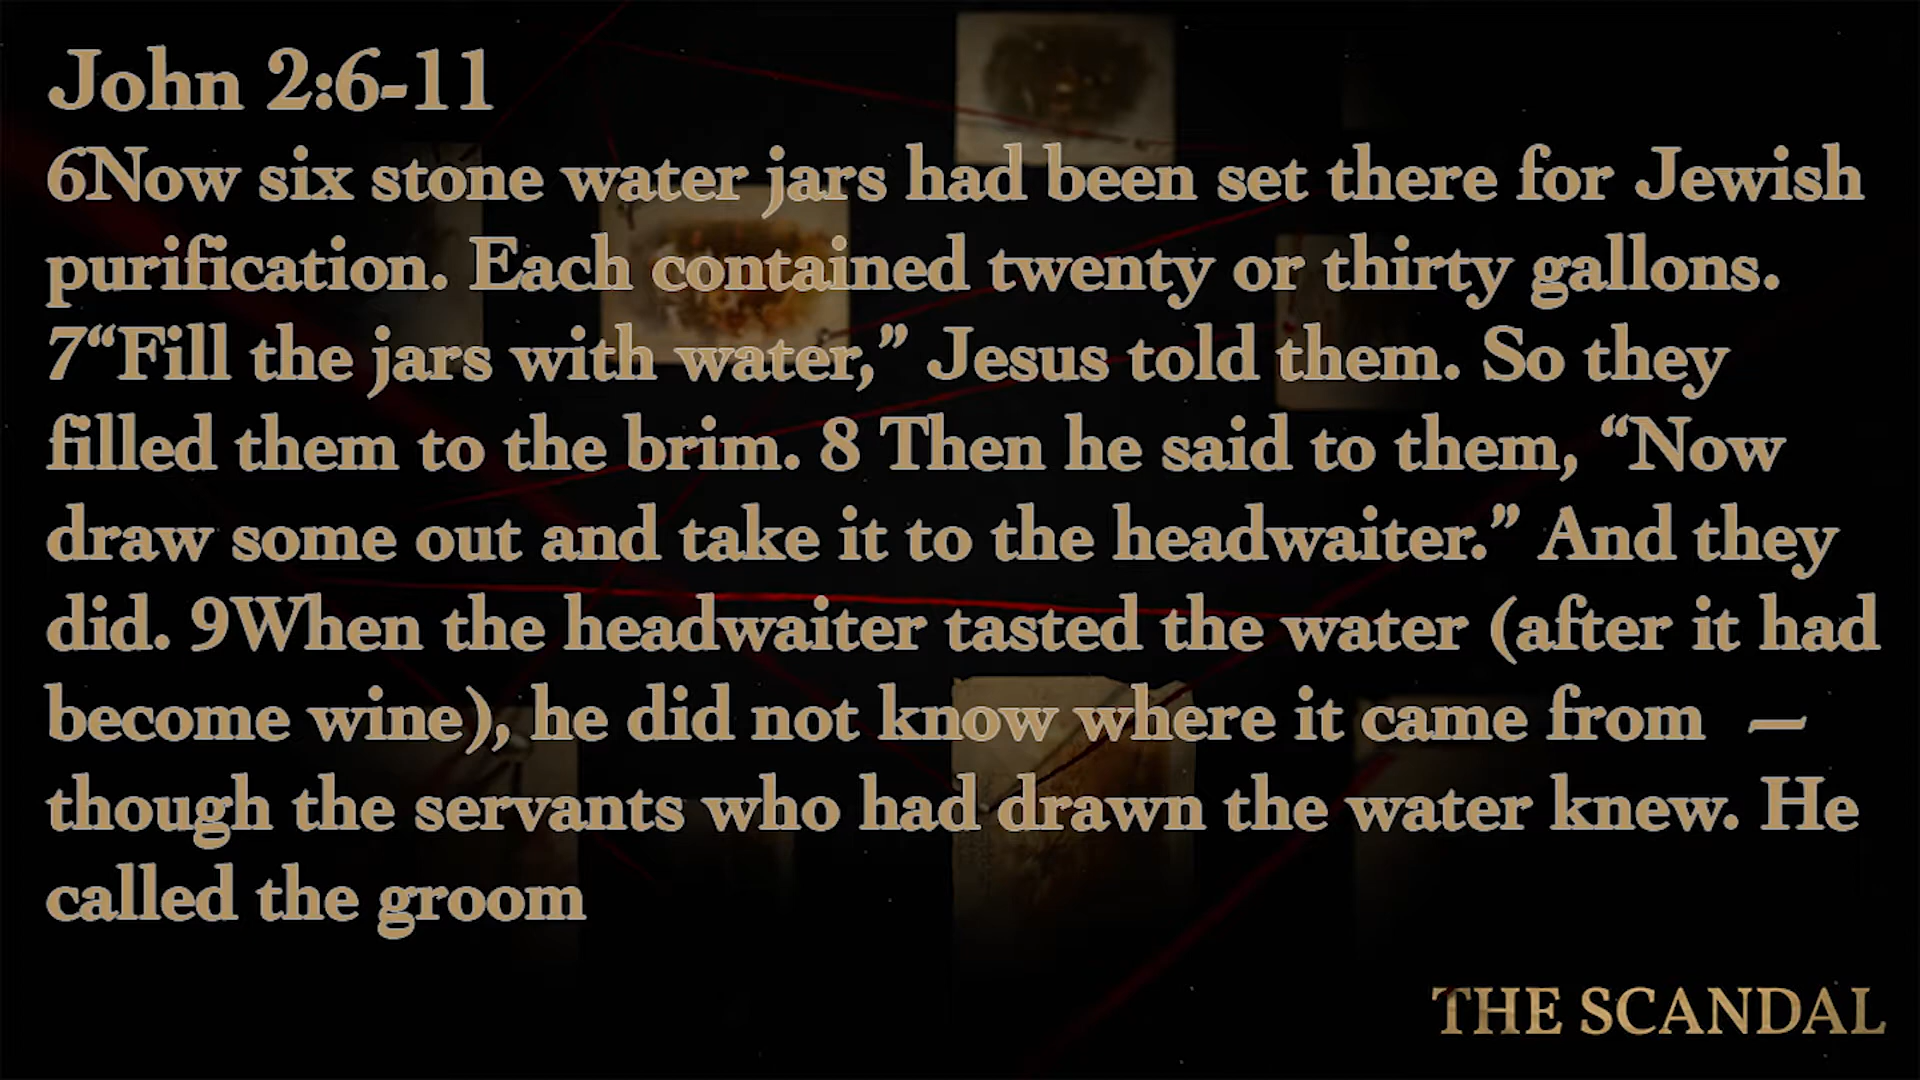 John 2:6-11
6Now six stone water jars had been set there for Jewish
purification. Each contained twenty or thirty gallons.
7“Fill the jars with water,” Jesus told them. So they
filled them to the brim. 8 Then he said to them, “Now
draw some out and take it to the headwaiter.” And they
did. 9When the headwaiter tasted the water (after it had
become wine), he did not know where it came from  —
though the servants who had drawn the water knew. He
called the groom
THE SCANDAL